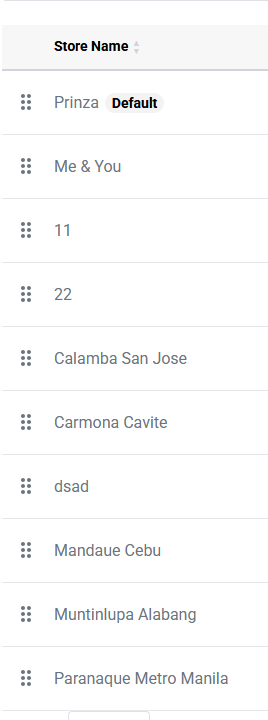 Store Name
Prinza Default
Me & You
11
22
Calamba San Jose
Carmona Cavite
dsad
Mandaue Cebu
Muntinlupa Alabang
Paranaque Metro Manila